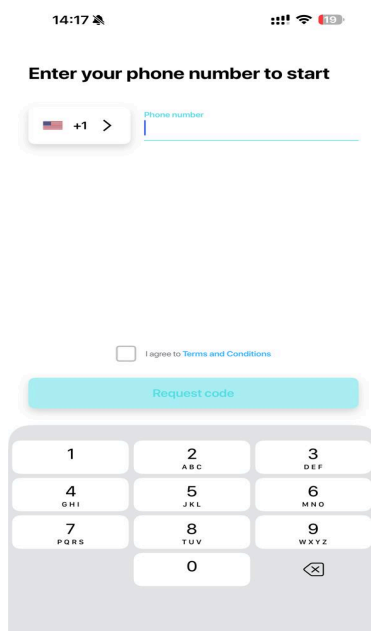 14:17
19
Enter your phone number to start
+1
Phone number
I agree to Terms and Conditions
Request code
1 2 3
ABC DEF
4 5 6
GHI JKL MNO
7 8 9
PQRS TUV WXYZ
0